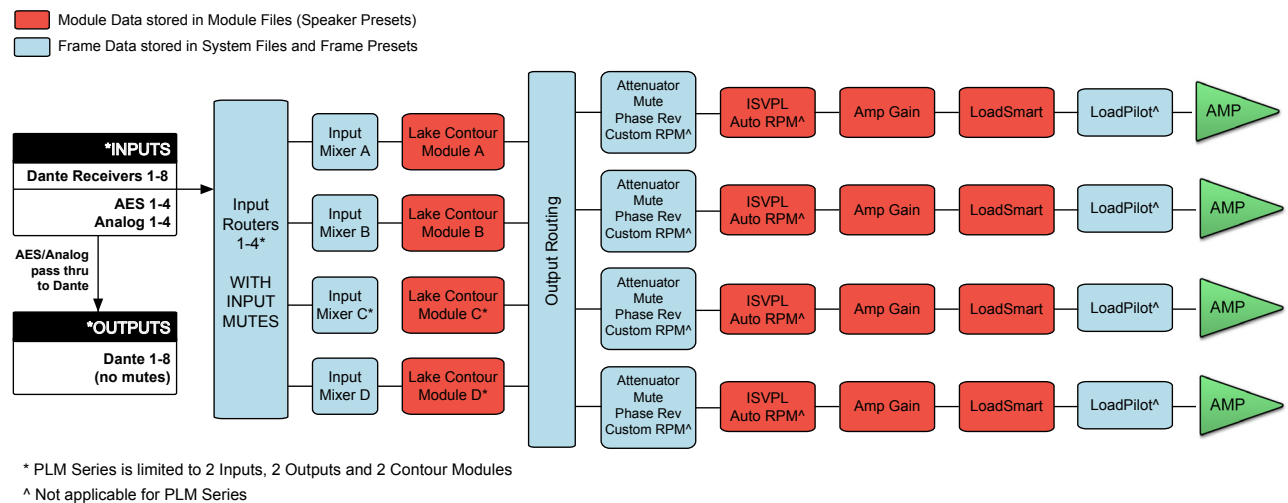 Module Data stored in Module Files (Speaker Presets)
Frame Data stored in System Files and Frame Presets
*INPUTS
Dante Receivers 1-8
AES 1-4
Analog 1-4
AES/Analog
pass thru
to Dante
*OUTPUTS
Dante 1-8
(no mutes)
Input
Routers
1-4*
WITH
INPUT
MUTES
Input
Mixer A
Lake Contour
Module A
Input
Mixer B
Lake Contour
Module B
Input
Mixer C*
Lake Contour
Module C*
Input
Mixer D
Lake Contour
Module D*
Output Routing
Attenuator
Mute
Phase Rev
Custom RPM^
ISVPL
Auto RPM^
Amp Gain
LoadSmart
LoadPilot^
AMP
Attenuator
Mute
Phase Rev
Custom RPM^
ISVPL
Auto RPM^
Amp Gain
LoadSmart
LoadPilot^
AMP
Attenuator
Mute
Phase Rev
Custom RPM^
ISVPL
Auto RPM^
Amp Gain
LoadSmart
LoadPilot^
AMP
Attenuator
Mute
Phase Rev
Custom RPM^
ISVPL
Auto RPM^
Amp Gain
LoadSmart
LoadPilot^
AMP
* PLM Series is limited to 2 Inputs, 2 Outputs and 2 Contour Modules
^ Not applicable for PLM Series